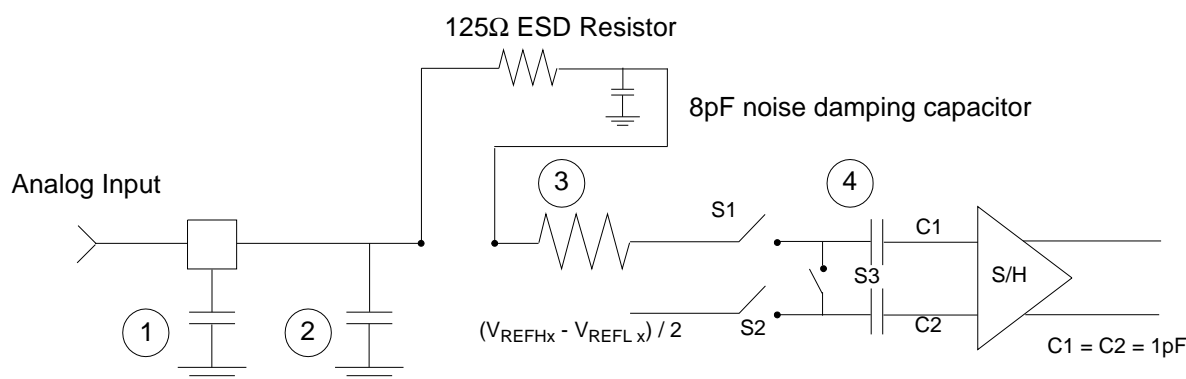 125Ω ESD Resistor
8pF noise damping capacitor
Analog Input
3
4
S1
C1
S3
S/H
1
2
(VREFHx - VREFL x) / 2
S2
C2
C1 = C2 = 1pF